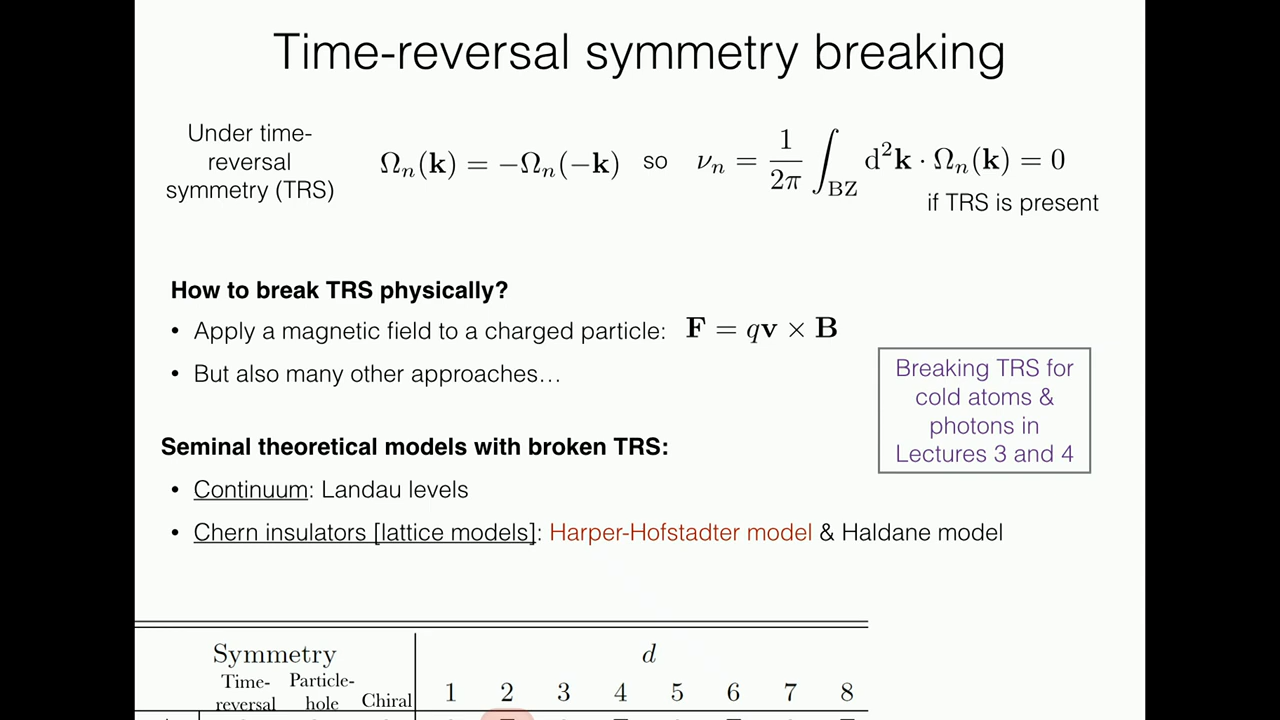 Time-reversal symmetry breaking
Under time-
reversal
symmetry (TRS)
Ωₙ(𝐤) = −Ωₙ(−𝐤) so νₙ = 1/2π ∫_BZ d²𝐤 · Ωₙ(𝐤) = 0
if TRS is present
How to break TRS physically?
• Apply a magnetic field to a charged particle: 𝐅 = q𝐯 × 𝐁
• But also many other approaches…
Breaking TRS for
cold atoms &
photons in
Lectures 3 and 4
Seminal theoretical models with broken TRS:
• Continuum: Landau levels
• Chern insulators [lattice models]: Harper-Hofstadter model & Haldane model
Symmetry d
Time- Particle-
reversal hole Chiral 1 2 3 4 5 6 7 8